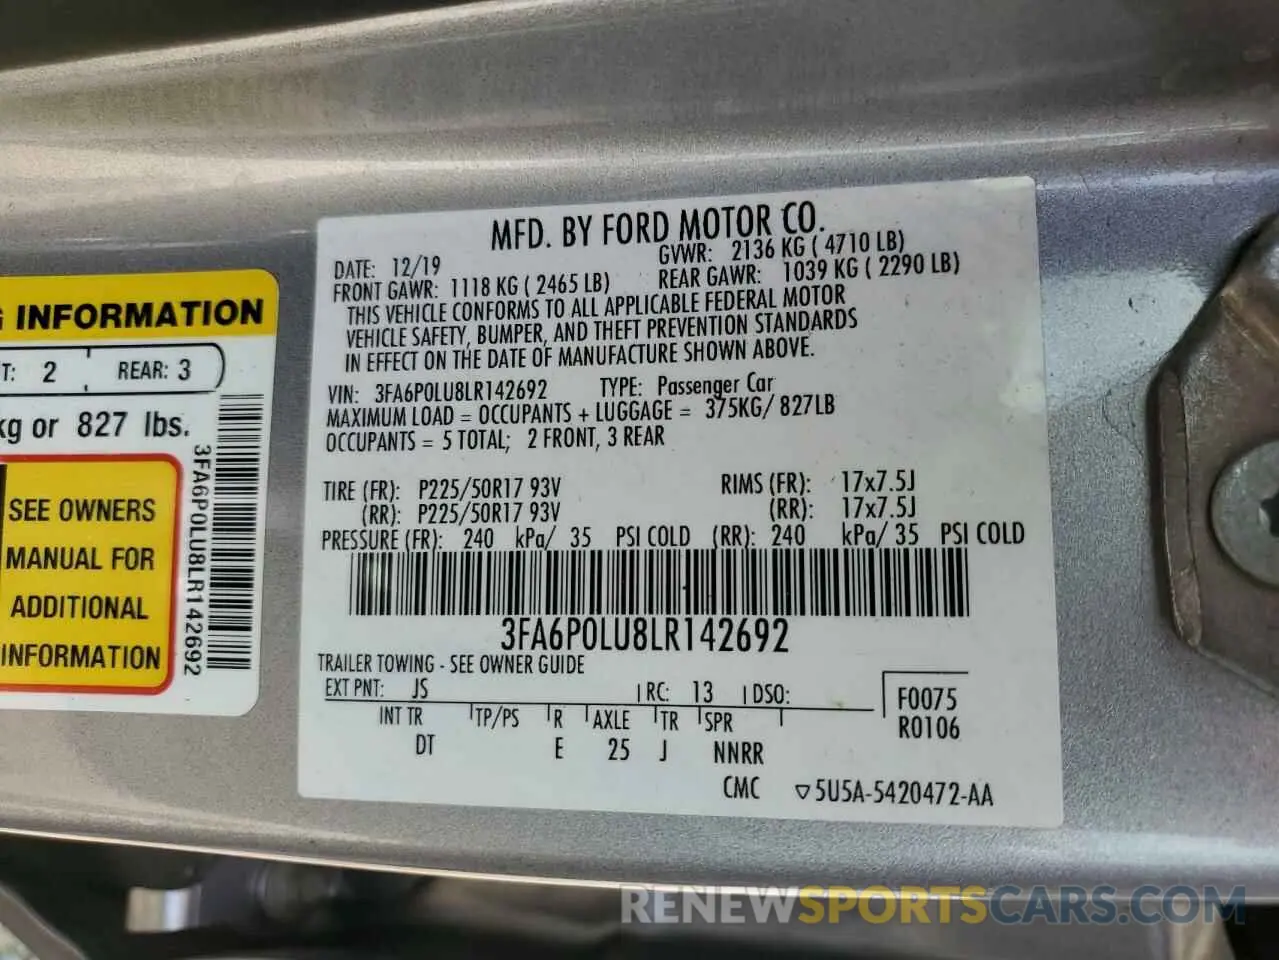 MFD. BY FORD MOTOR CO.
DATE: 12/19
GVWR: 2136 KG ( 4710 LB)
FRONT GAWR: 1118 KG ( 2465 LB)
REAR GAWR: 1039 KG ( 2290 LB)
THIS VEHICLE CONFORMS TO ALL APPLICABLE FEDERAL MOTOR
VEHICLE SAFETY, BUMPER, AND THEFT PREVENTION STANDARDS
IN EFFECT ON THE DATE OF MANUFACTURE SHOWN ABOVE.
VIN: 3FA6P0LU8LR142692 TYPE: Passenger Car
MAXIMUM LOAD = OCCUPANTS + LUGGAGE = 375KG/ 827LB
OCCUPANTS = 5 TOTAL; 2 FRONT, 3 REAR
TIRE (FR): P225/50R17 93V RIMS (FR): 17x7.5J
(RR): P225/50R17 93V (RR): 17x7.5J
PRESSURE (FR): 240 kPa/ 35 PSI COLD (RR): 240 kPa/ 35 PSI COLD
3FA6P0LU8LR142692
TRAILER TOWING - SEE OWNER GUIDE
EXT PNT: JS RC: 13 DSO:
F0075
R0106
INT TR TP/PS R AXLE TR SPR
DT E 25 J NNRR
CMC ▽5U5A-5420472-AA
G INFORMATION
T: 2 REAR: 3
kg or 827 lbs.
SEE OWNERS
MANUAL FOR
ADDITIONAL
INFORMATION
3FA6P0LU8LR142692
RENEWSPORTSCARS.COM